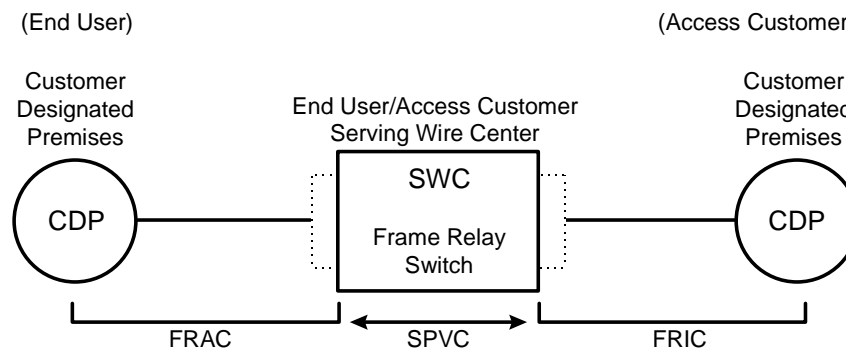 (End User)
(Access Customer
Customer
Designated
Premises
End User/Access Customer
Serving Wire Center
Customer
Designated
Premises
CDP
SWC
Frame Relay
Switch
CDP
FRAC
SPVC
FRIC